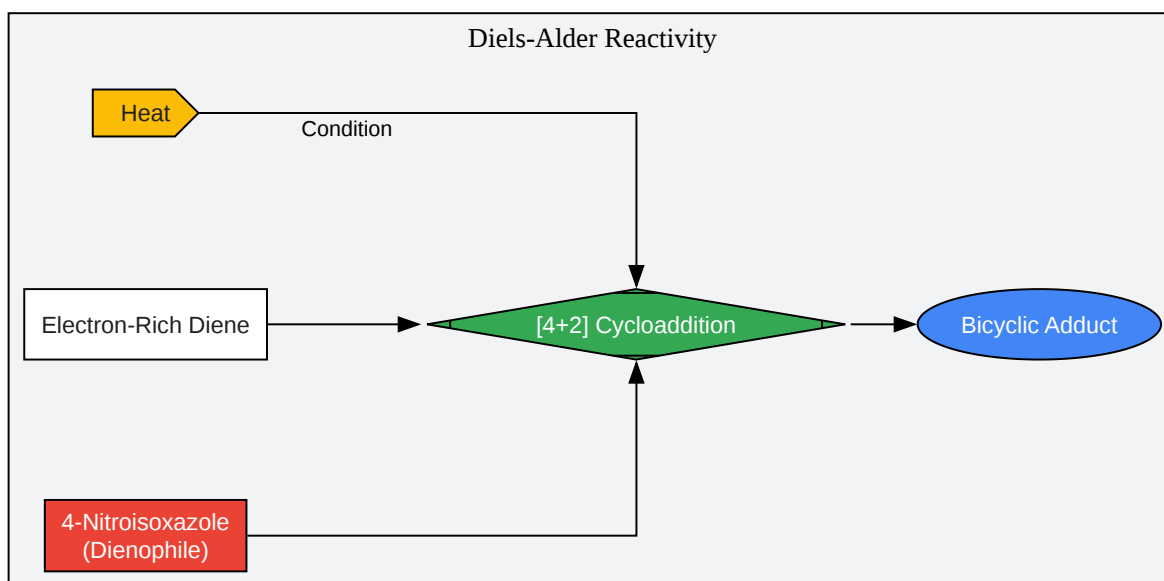 Diels-Alder Reactivity
Heat
Condition
Electron-Rich Diene
[4+2] Cycloaddition
Bicyclic Adduct
4-Nitroisoxazole
(Dienophile)